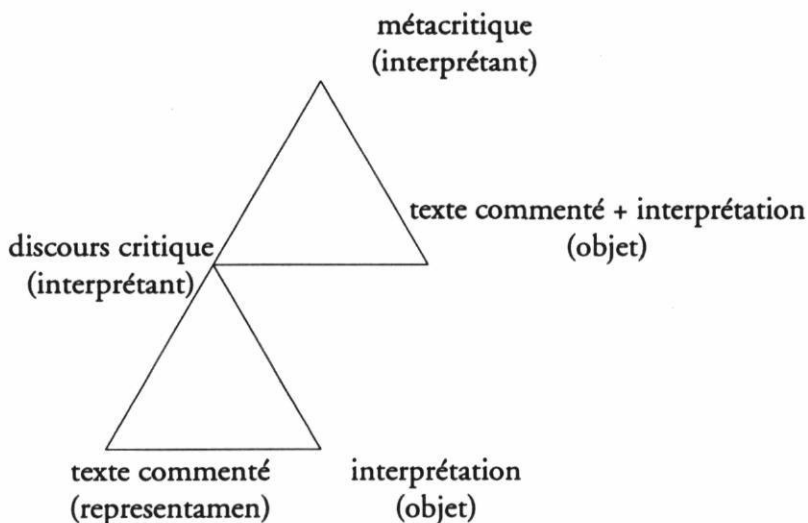 métacritique
(interprétant)
texte commenté + interprétation
(objet)
discours critique
(interprétant)
texte commenté
(representamen)
interprétation
(objet)